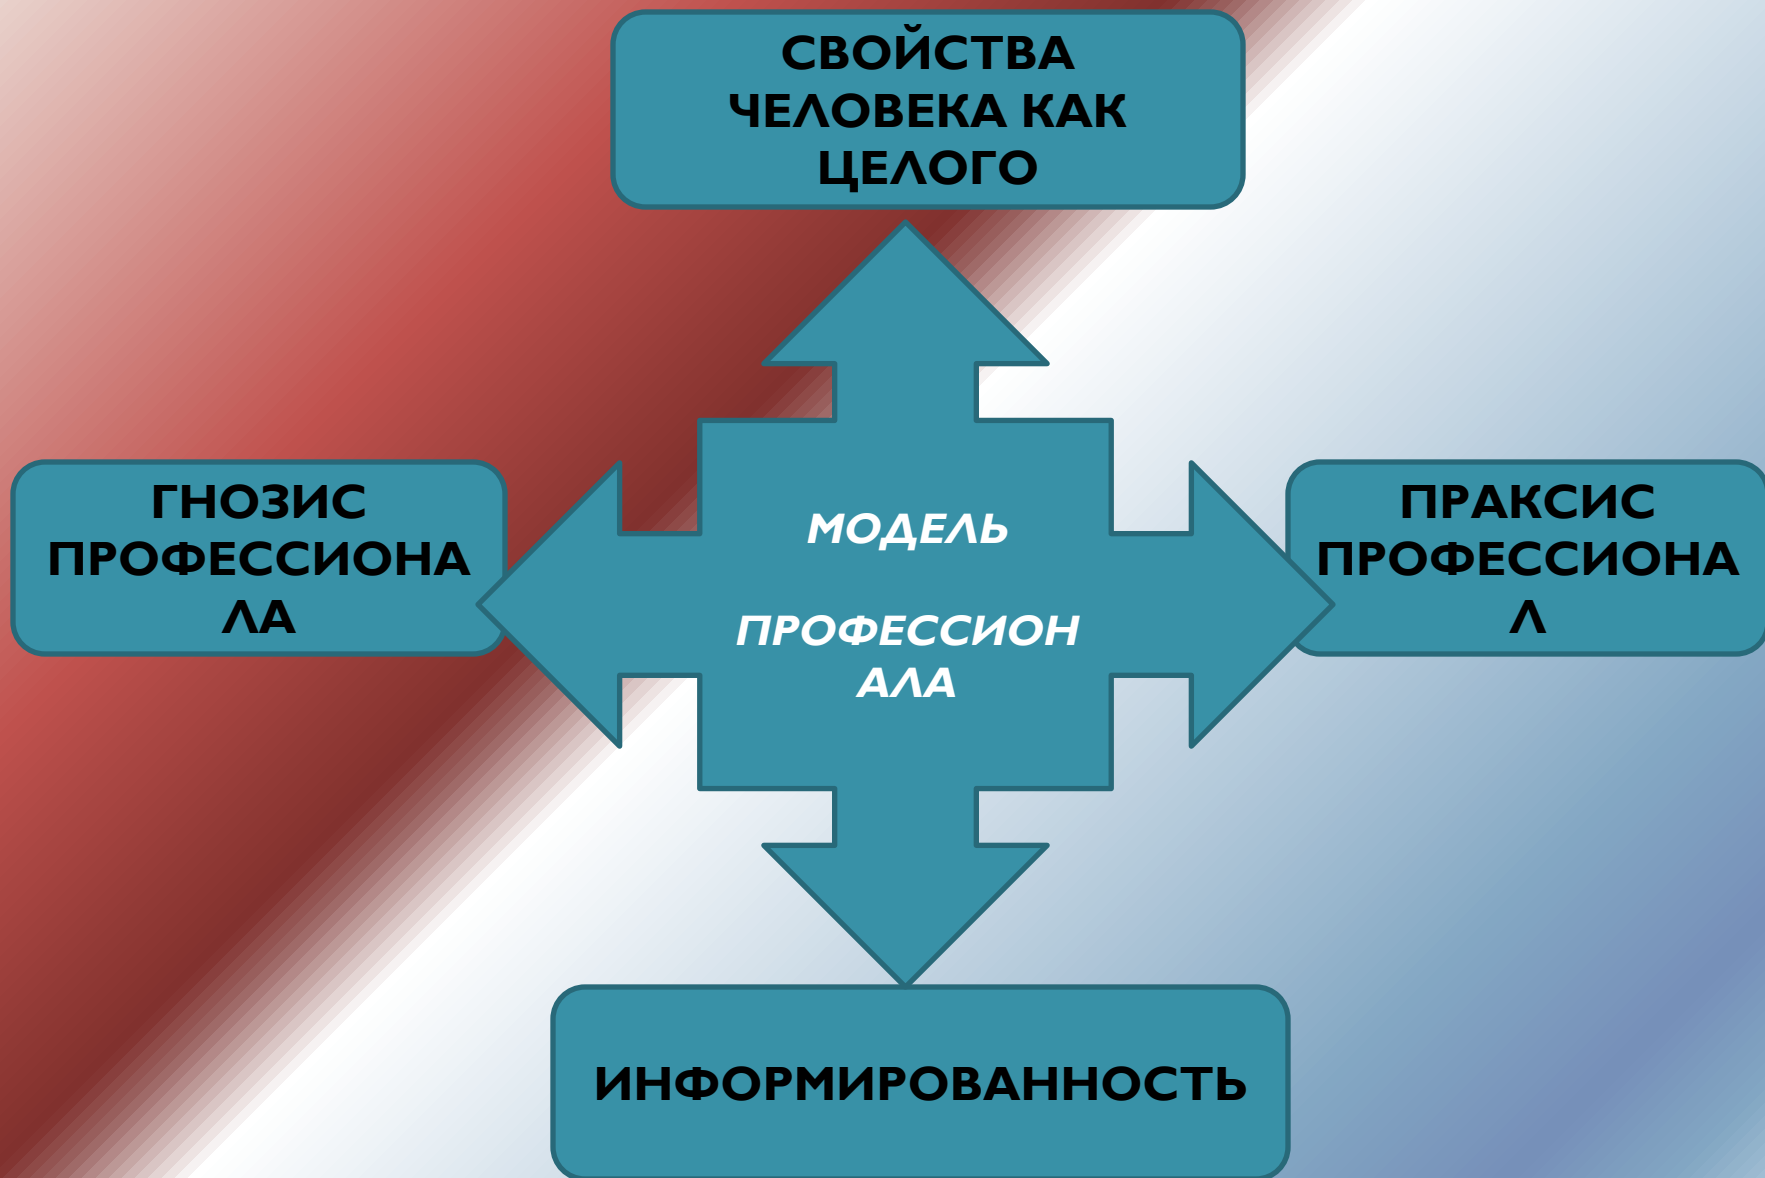 СВОЙСТВА
ЧЕЛОВЕКА КАК
ЦЕЛОГО
ГНОЗИС
ПРОФЕССИОНА
ЛА
МОДЕЛЬ
ПРОФЕССИОН
АЛА
ПРАКСИС
ПРОФЕССИОНА
Л
ИНФОРМИРОВАННОСТЬ